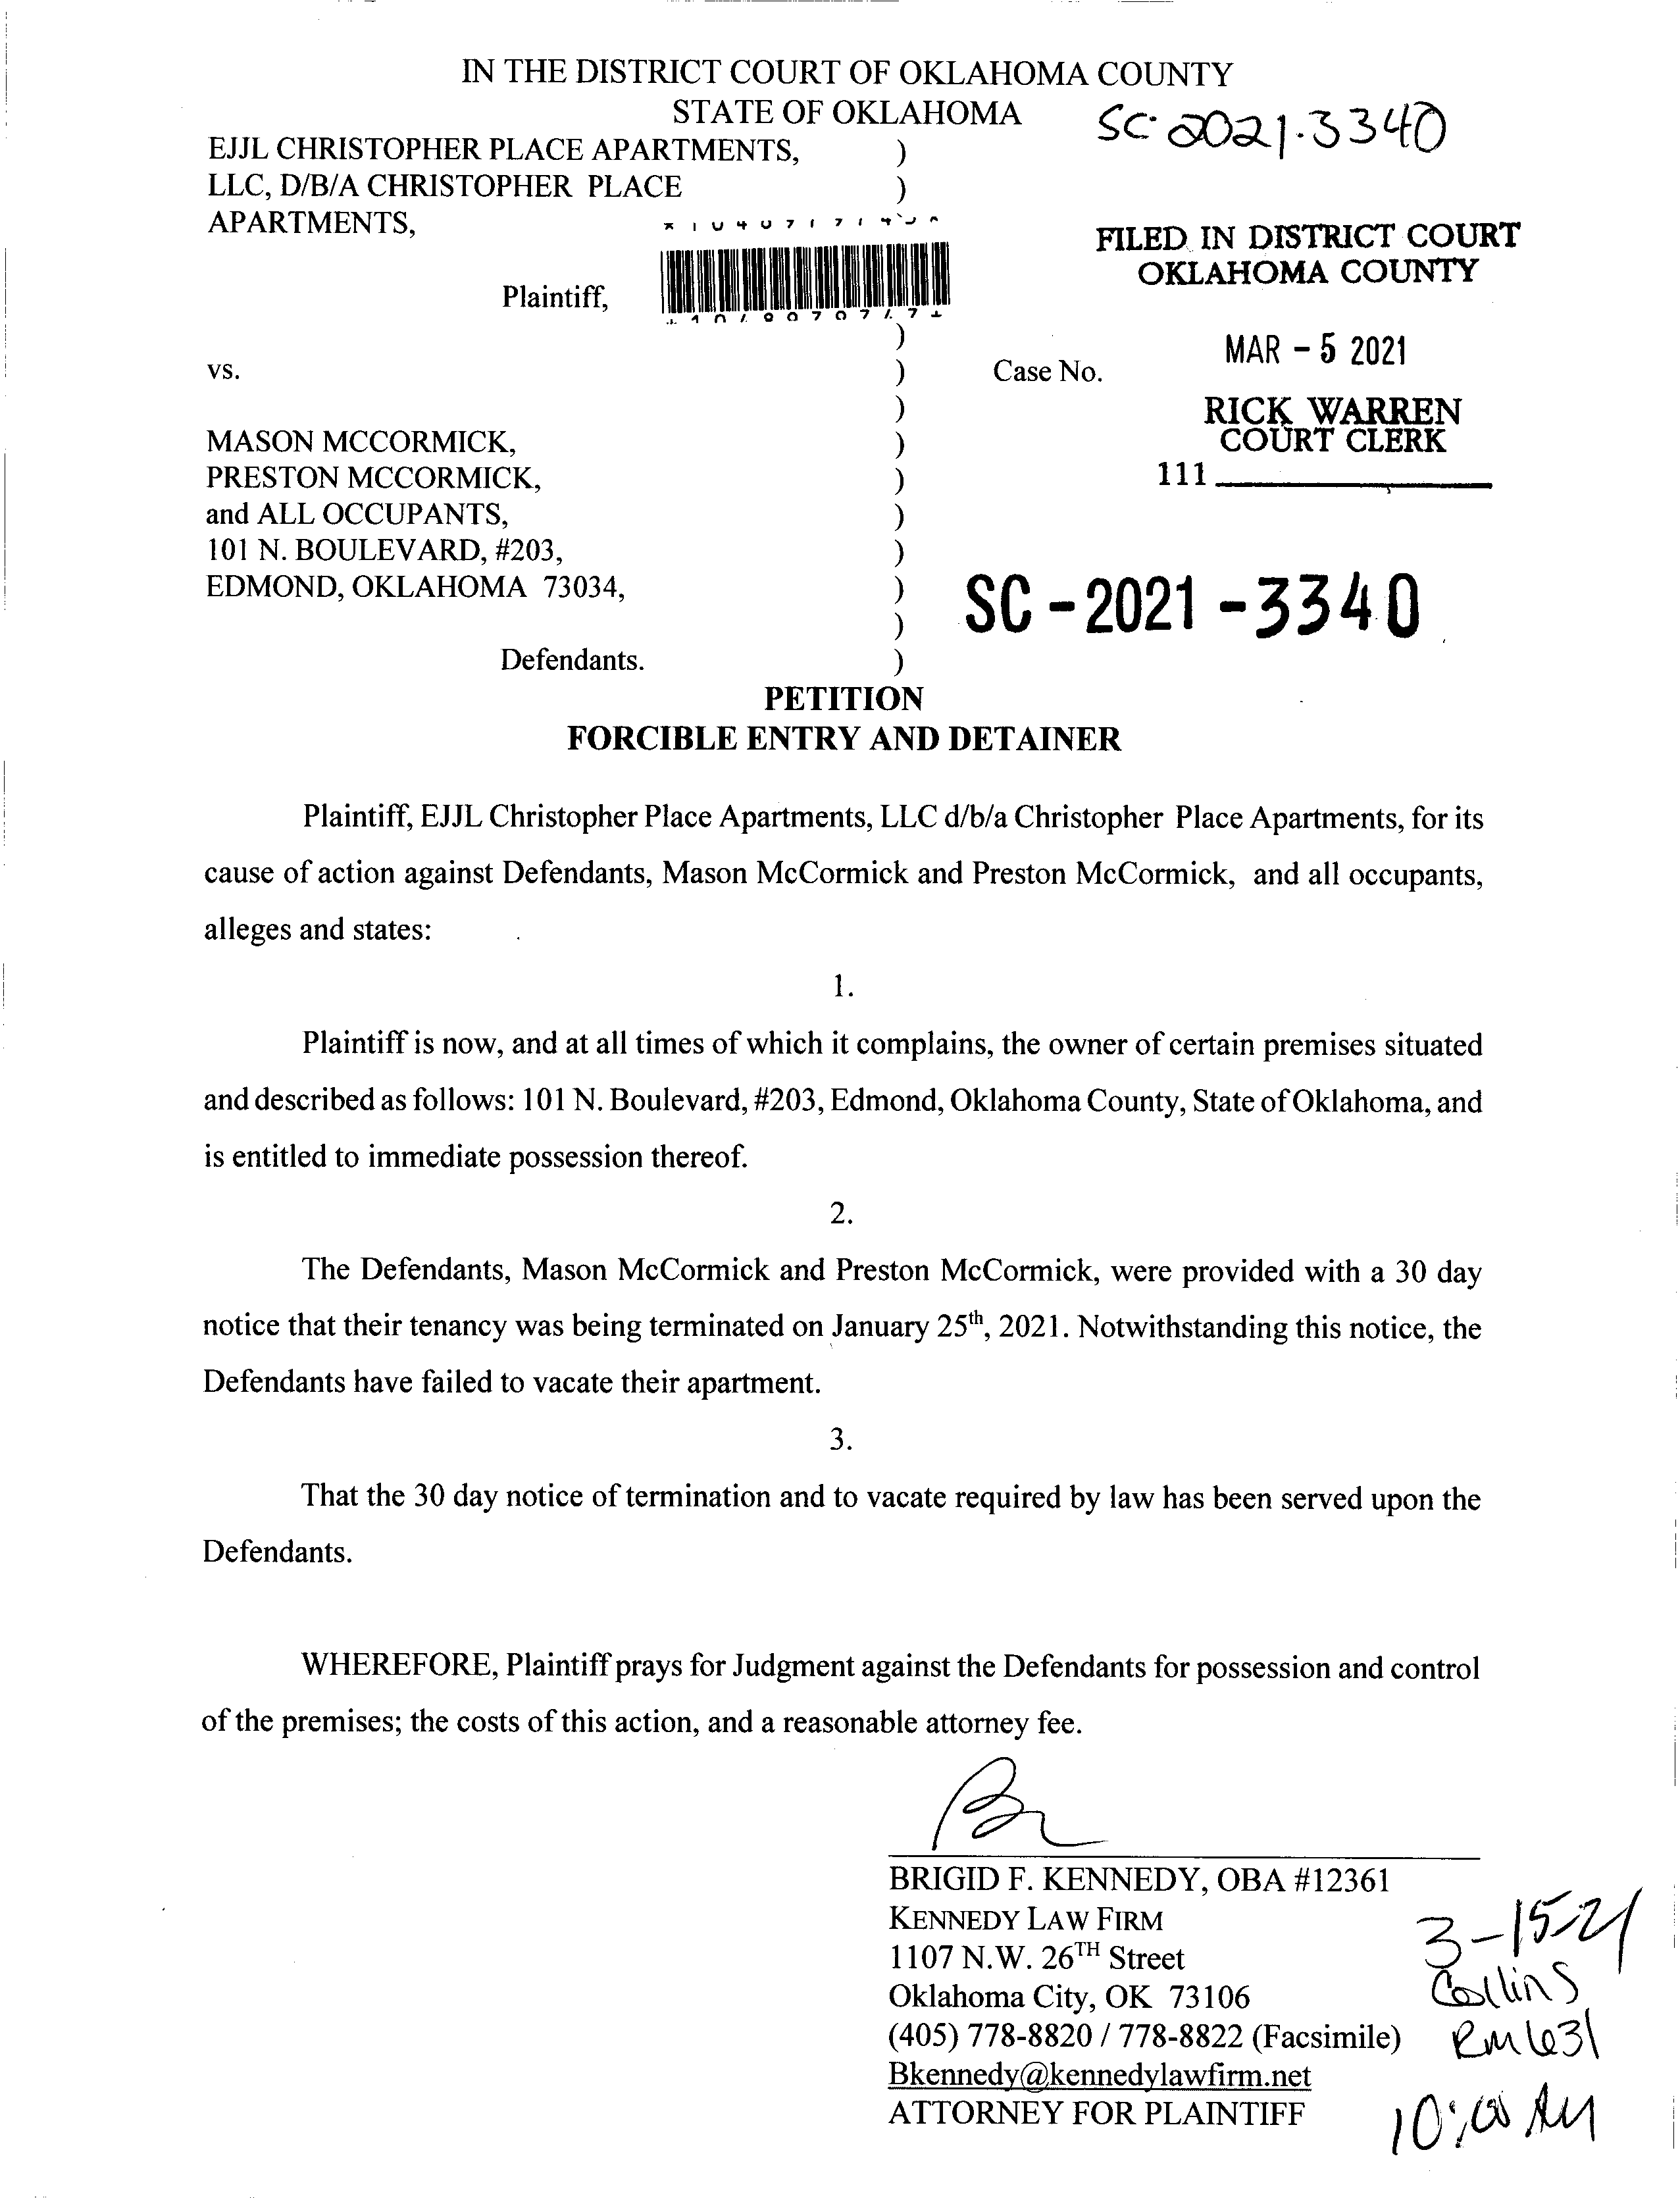 IN THE DISTRICT COURT OF OKLAHOMA COUNTY
STATE OF OKLAHOMA
SC-2021-3340
EJJL CHRISTOPHER PLACE APARTMENTS, )
LLC, D/B/A CHRISTOPHER PLACE )
APARTMENTS,
FILED IN DISTRICT COURT
OKLAHOMA COUNTY
Plaintiff,
)
MAR - 5 2021
vs. ) Case No.
)
RICK WARREN
COURT CLERK
MASON MCCORMICK, )
PRESTON MCCORMICK, )
111
and ALL OCCUPANTS, )
101 N. BOULEVARD, #203, )
EDMOND, OKLAHOMA 73034, )
SC - 2021 - 3340
)
Defendants. )
PETITION
FORCIBLE ENTRY AND DETAINER
Plaintiff, EJJL Christopher Place Apartments, LLC d/b/a Christopher Place Apartments, for its
cause of action against Defendants, Mason McCormick and Preston McCormick, and all occupants,
alleges and states:
1.
Plaintiff is now, and at all times of which it complains, the owner of certain premises situated
and described as follows: 101 N. Boulevard, #203, Edmond, Oklahoma County, State of Oklahoma, and
is entitled to immediate possession thereof.
2.
The Defendants, Mason McCormick and Preston McCormick, were provided with a 30 day
notice that their tenancy was being terminated on January 25th, 2021. Notwithstanding this notice, the
Defendants have failed to vacate their apartment.
3.
That the 30 day notice of termination and to vacate required by law has been served upon the
Defendants.
WHEREFORE, Plaintiff prays for Judgment against the Defendants for possession and control
of the premises; the costs of this action, and a reasonable attorney fee.
BRIGID F. KENNEDY, OBA #12361
KENNEDY LAW FIRM
1107 N.W. 26TH Street
Oklahoma City, OK 73106
(405) 778-8820 / 778-8822 (Facsimile)
Bkennedy@kennedylawfirm.net
ATTORNEY FOR PLAINTIFF
3-15-21
Collins
Rm 631
10:00 AM